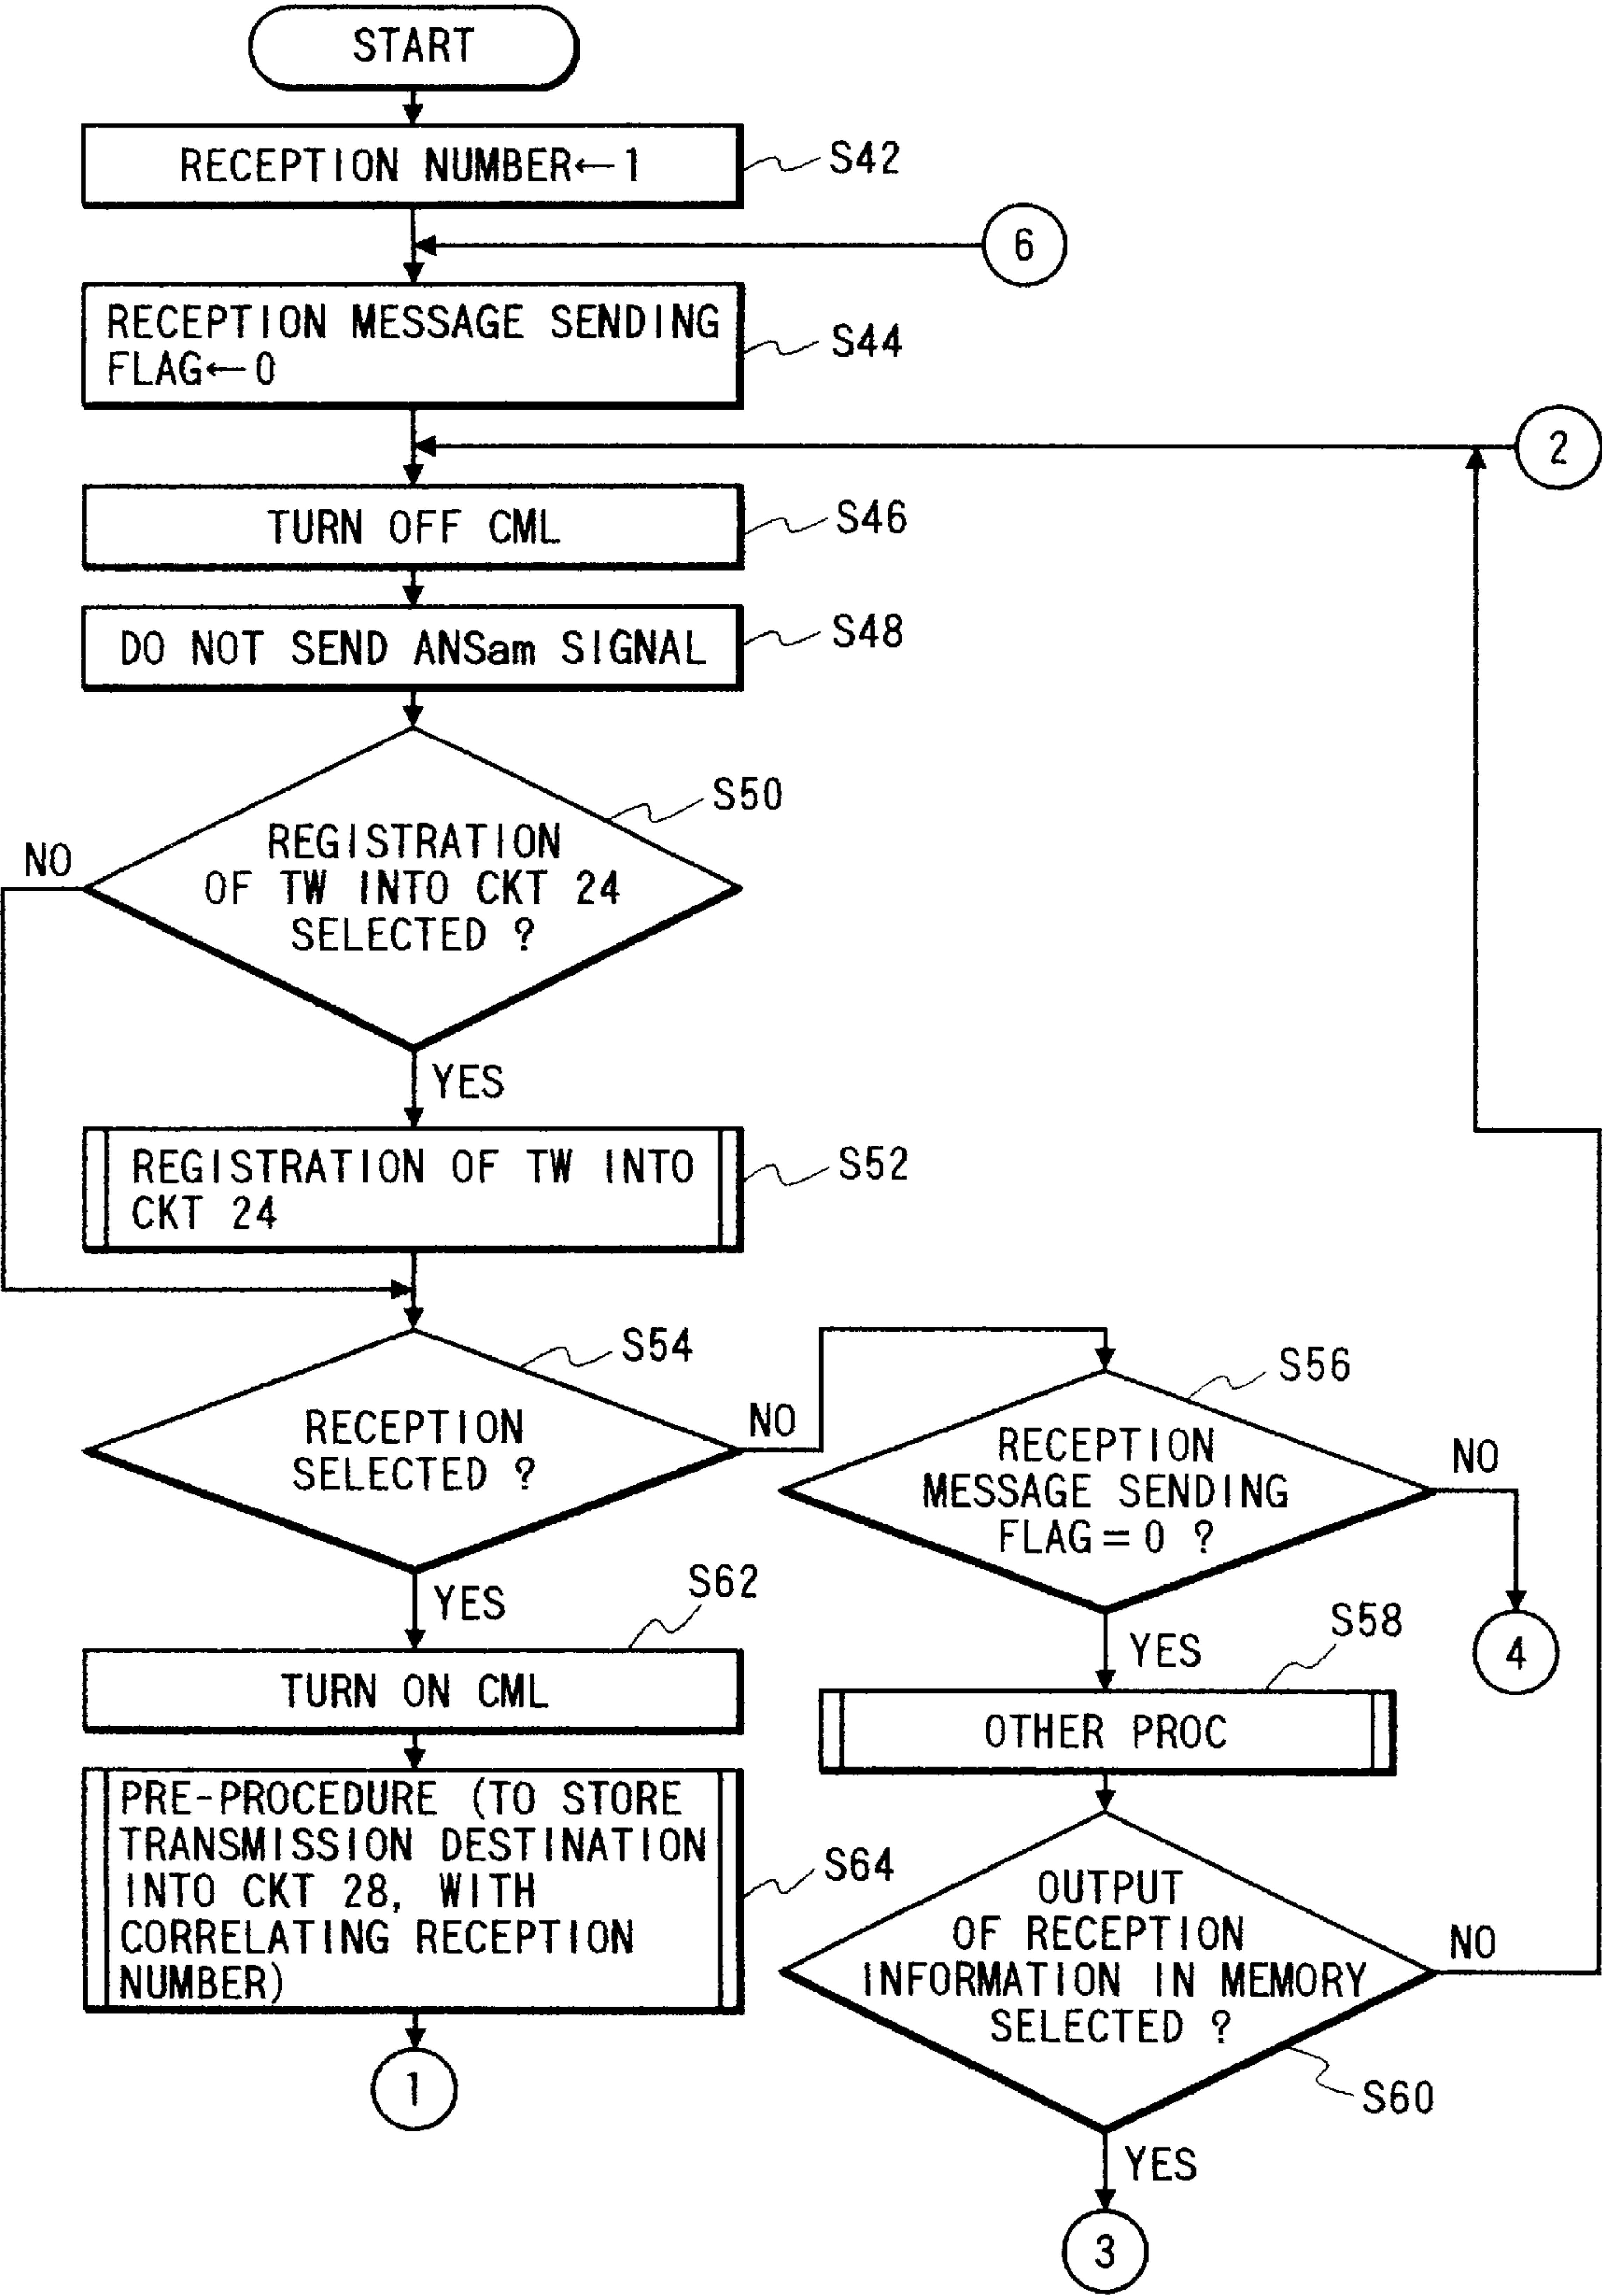 START
RECEPTION NUMBER←1
S42
6
RECEPTION MESSAGE SENDING
FLAG←0
S44
2
TURN OFF CML
S46
DO NOT SEND ANSam SIGNAL
S48
S50
REGISTRATION
OF TW INTO CKT 24
SELECTED ?
NO
YES
REGISTRATION OF TW INTO
CKT 24
S52
S54
RECEPTION
SELECTED ?
NO
YES
S56
RECEPTION
MESSAGE SENDING
FLAG=0 ?
NO
4
YES
S62
TURN ON CML
S58
OTHER PROC
PRE-PROCEDURE (TO STORE
TRANSMISSION DESTINATION
INTO CKT 28, WITH
CORRELATING RECEPTION
NUMBER)
S64
1
OUTPUT
OF RECEPTION
INFORMATION IN MEMORY
SELECTED ?
NO
S60
YES
3